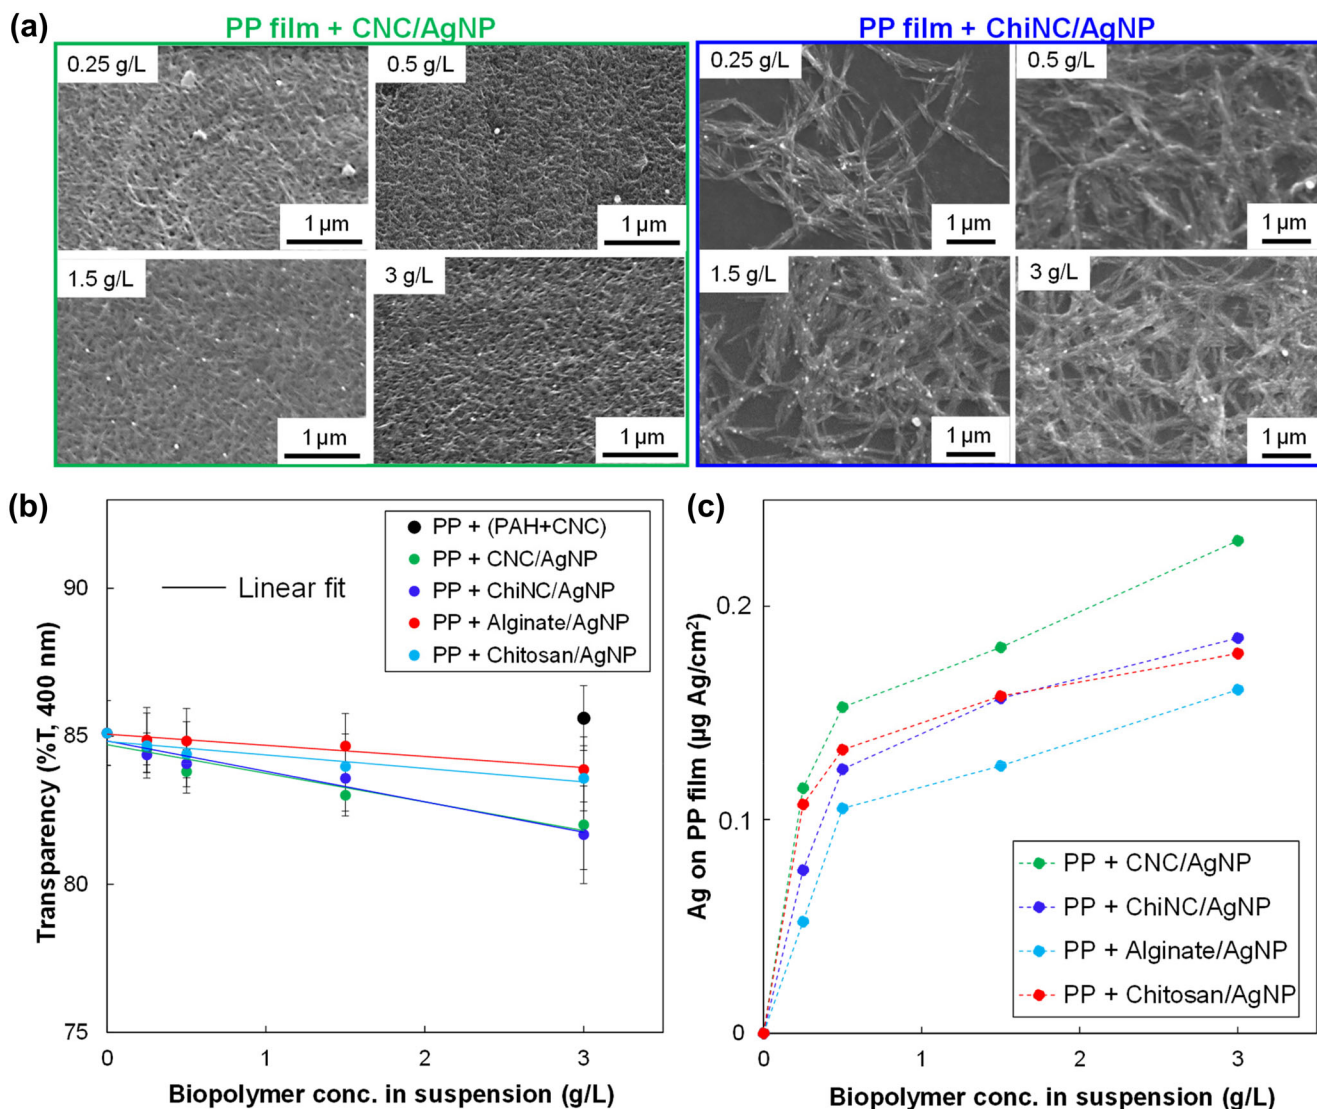 (a)
PP film + CNC/AgNP
PP film + ChiNC/AgNP
0.25 g/L
0.5 g/L
0.25 g/L
0.5 g/L
1 µm
1 µm
1 µm
1 µm
1.5 g/L
3 g/L
1.5 g/L
3 g/L
1 µm
1 µm
1 µm
1 µm
(b)
Transparency (%T, 400 nm)
90
85
80
75
0
1
2
3
Biopolymer conc. in suspension (g/L)
Linear fit
PP + (PAH+CNC)
PP + CNC/AgNP
PP + ChiNC/AgNP
PP + Alginate/AgNP
PP + Chitosan/AgNP
(c)
Ag on PP film (µg Ag/cm²)
0.2
0.1
0
0
1
2
3
Biopolymer conc. in suspension (g/L)
PP + CNC/AgNP
PP + ChiNC/AgNP
PP + Alginate/AgNP
PP + Chitosan/AgNP